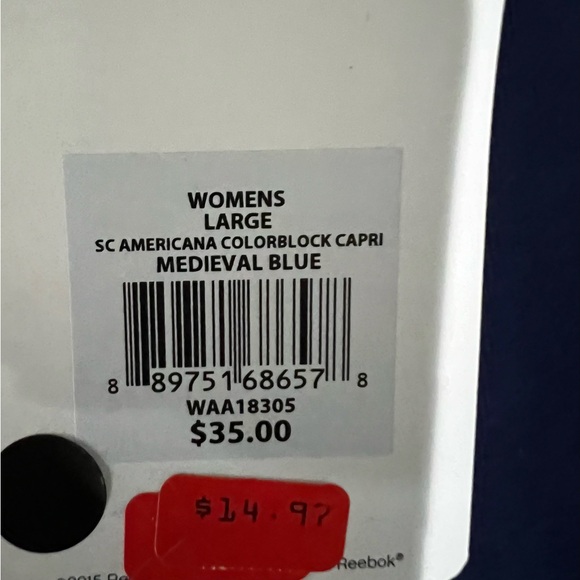 WOMENS
LARGE
SC AMERICANA COLORBLOCK CAPRI
MEDIEVAL BLUE
8 89751 68657 8
WAA18305
$35.00
$14.97
Reebok®